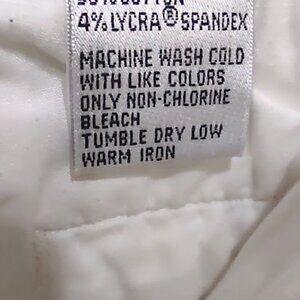 4% LYCRA® SPANDEX
MACHINE WASH COLD
WITH LIKE COLORS
ONLY NON-CHLORINE
BLEACH
TUMBLE DRY LOW
WARM IRON